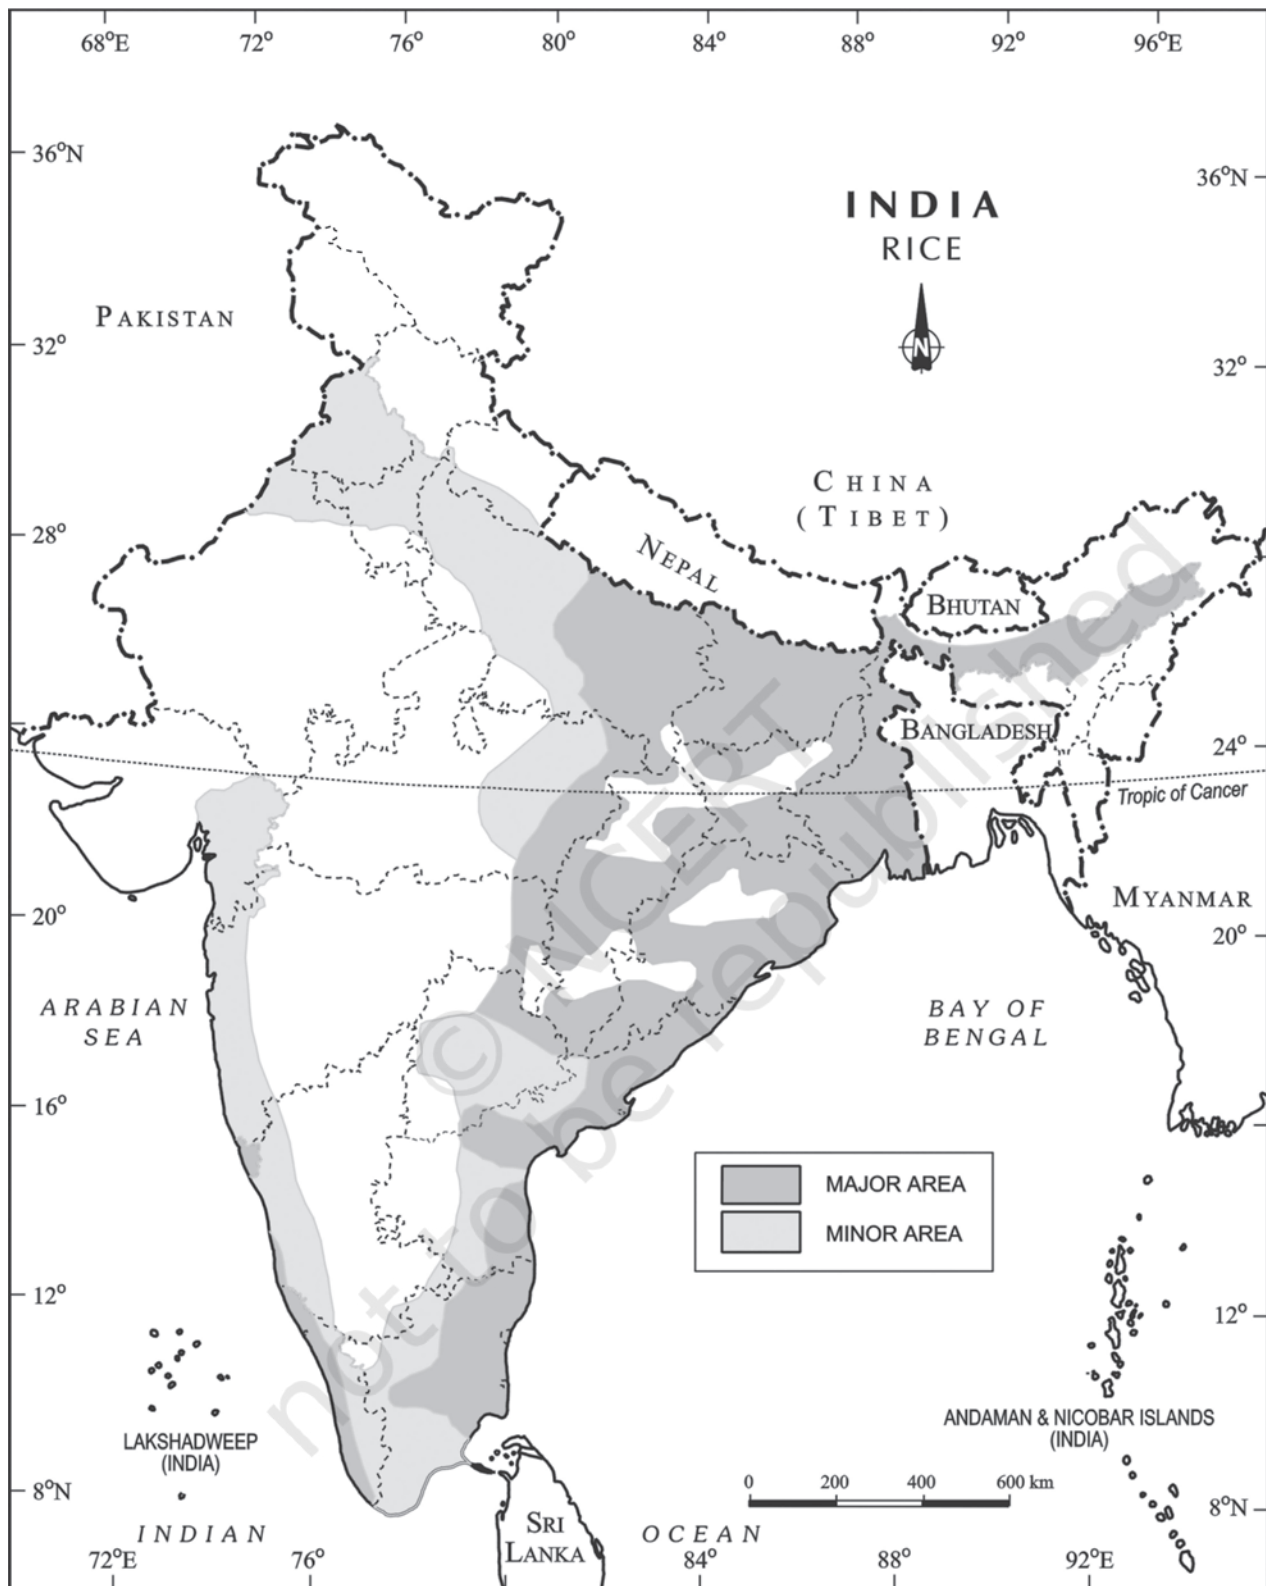 68°E 72° 76° 80° 84° 88° 92° 96°E
36°N
36°N
INDIA
RICE
N
PAKISTAN
32°
32°
CHINA
(TIBET)
28°
NEPAL
BHUTAN
BANGLADESH
24°
Tropic of Cancer
MYANMAR
20°
20°
ARABIAN
SEA
BAY OF
BENGAL
16°
MAJOR AREA
MINOR AREA
12°
12°
LAKSHADWEEP
(INDIA)
ANDAMAN & NICOBAR ISLANDS
(INDIA)
8°N
0 200 400 600 km
8°N
INDIAN
SRI
LANKA
OCEAN
72°E 76° 84° 88° 92°E
© NCERT
not to be republished